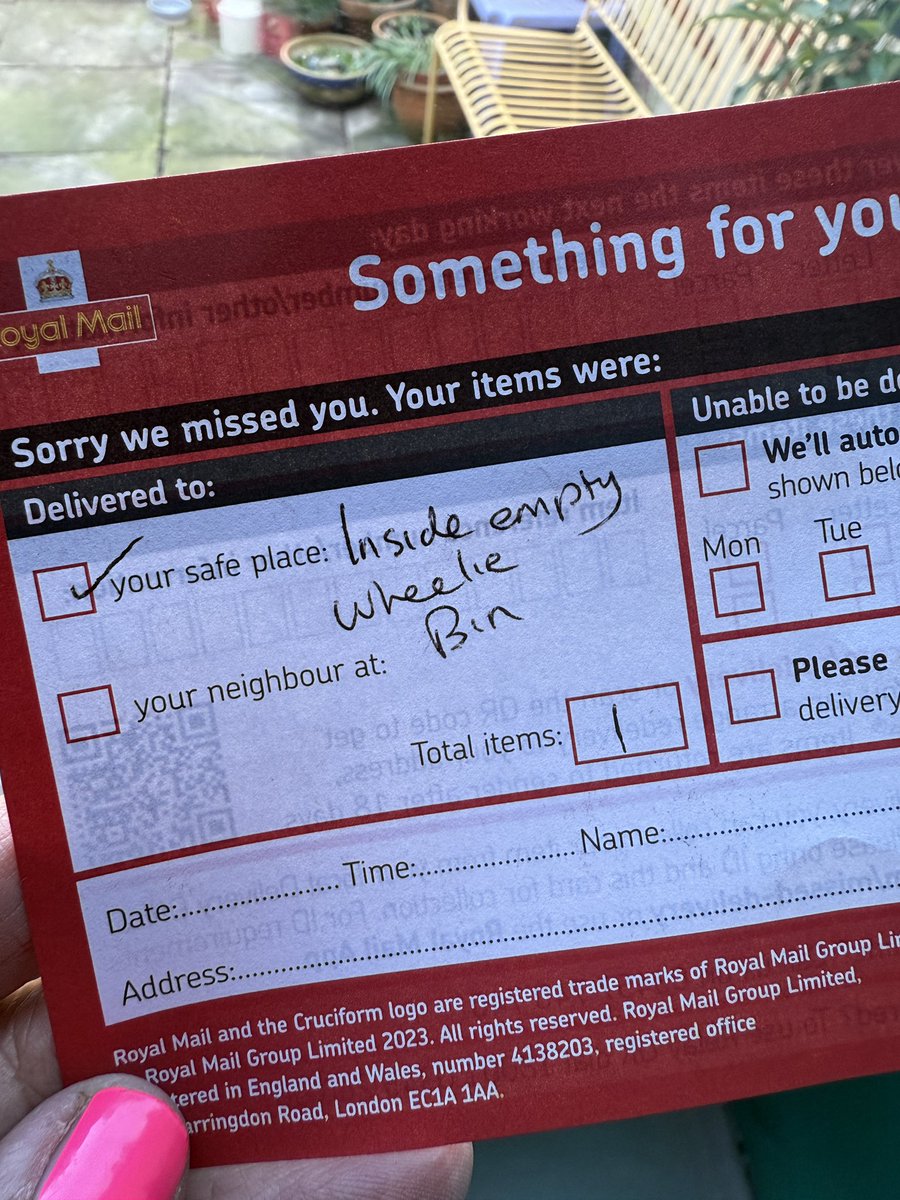 Something for you
Royal Mail
Sorry we missed you. Your items were:
Delivered to:
your safe place: Inside empty
wheelie
Bin
your neighbour at:
Total items: 1
Unable to be
We'll auto
shown
Mon Tue
Please
delivery
Date: Time: Name:
Address:
Royal Mail and the Cruciform logo are registered trade marks of Royal Mail Group
Royal Mail Group Limited 2023. All rights reserved. Royal Mail Group Limited,
tered in England and Wales, number 4138203, registered office
arringdon Road, London EC1A 1AA.